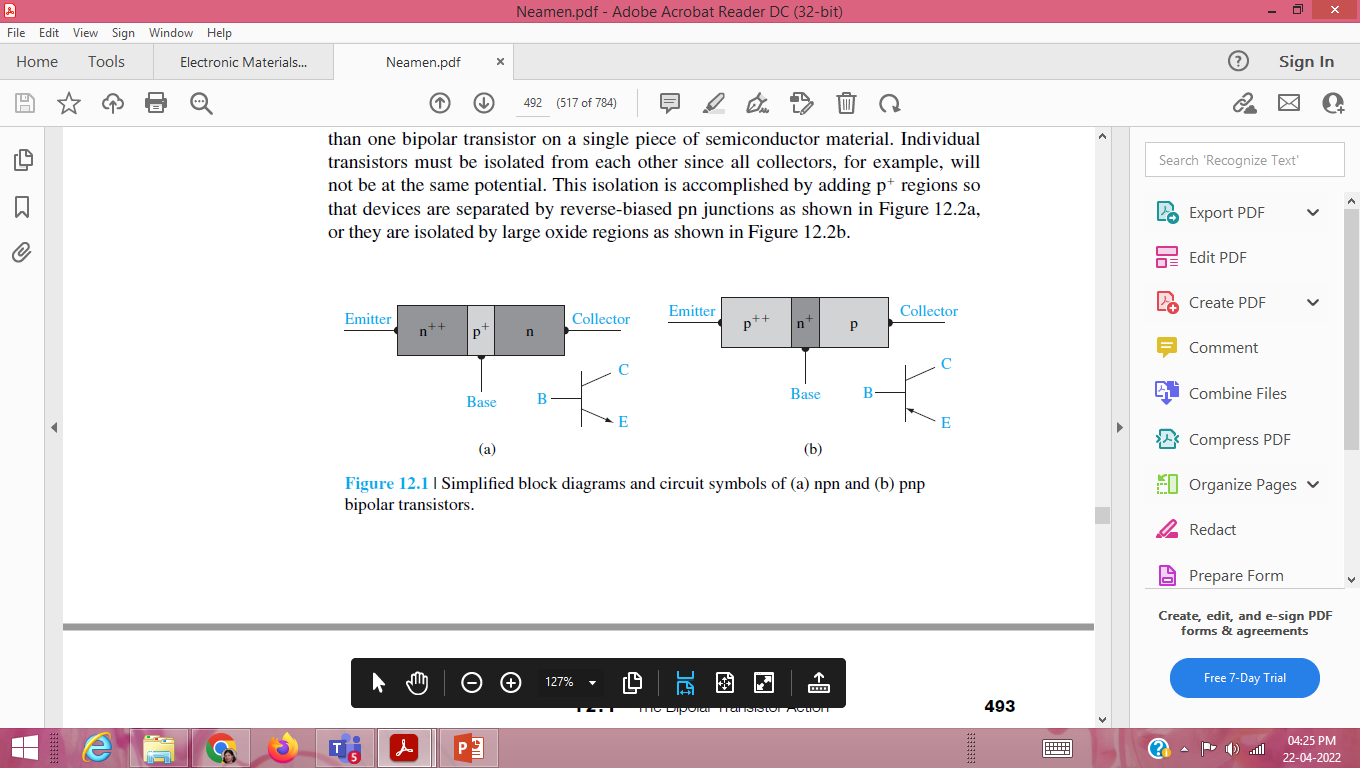 Neamen.pdf - Adobe Acrobat Reader DC (32-bit)
File Edit View Sign Window Help
Home Tools Electronic Materials... Neamen.pdf × Sign In
492 (517 of 784)
than one bipolar transistor on a single piece of semiconductor material. Individual
transistors must be isolated from each other since all collectors, for example, will
not be at the same potential. This isolation is accomplished by adding p⁺ regions so
that devices are separated by reverse-biased pn junctions as shown in Figure 12.2a,
or they are isolated by large oxide regions as shown in Figure 12.2b.
Emitter n⁺⁺ p⁺ n Collector
Base
B C E
(a)
Emitter p⁺⁺ n⁺ p Collector
Base
B C E
(b)
Figure 12.1 | Simplified block diagrams and circuit symbols of (a) npn and (b) pnp
bipolar transistors.
493
127%
Search 'Recognize Text'
Export PDF
Edit PDF
Create PDF
Comment
Combine Files
Compress PDF
Organize Pages
Redact
Prepare Form
Create, edit, and e-sign PDF
forms & agreements
Free 7-Day Trial
04:25 PM
22-04-2022